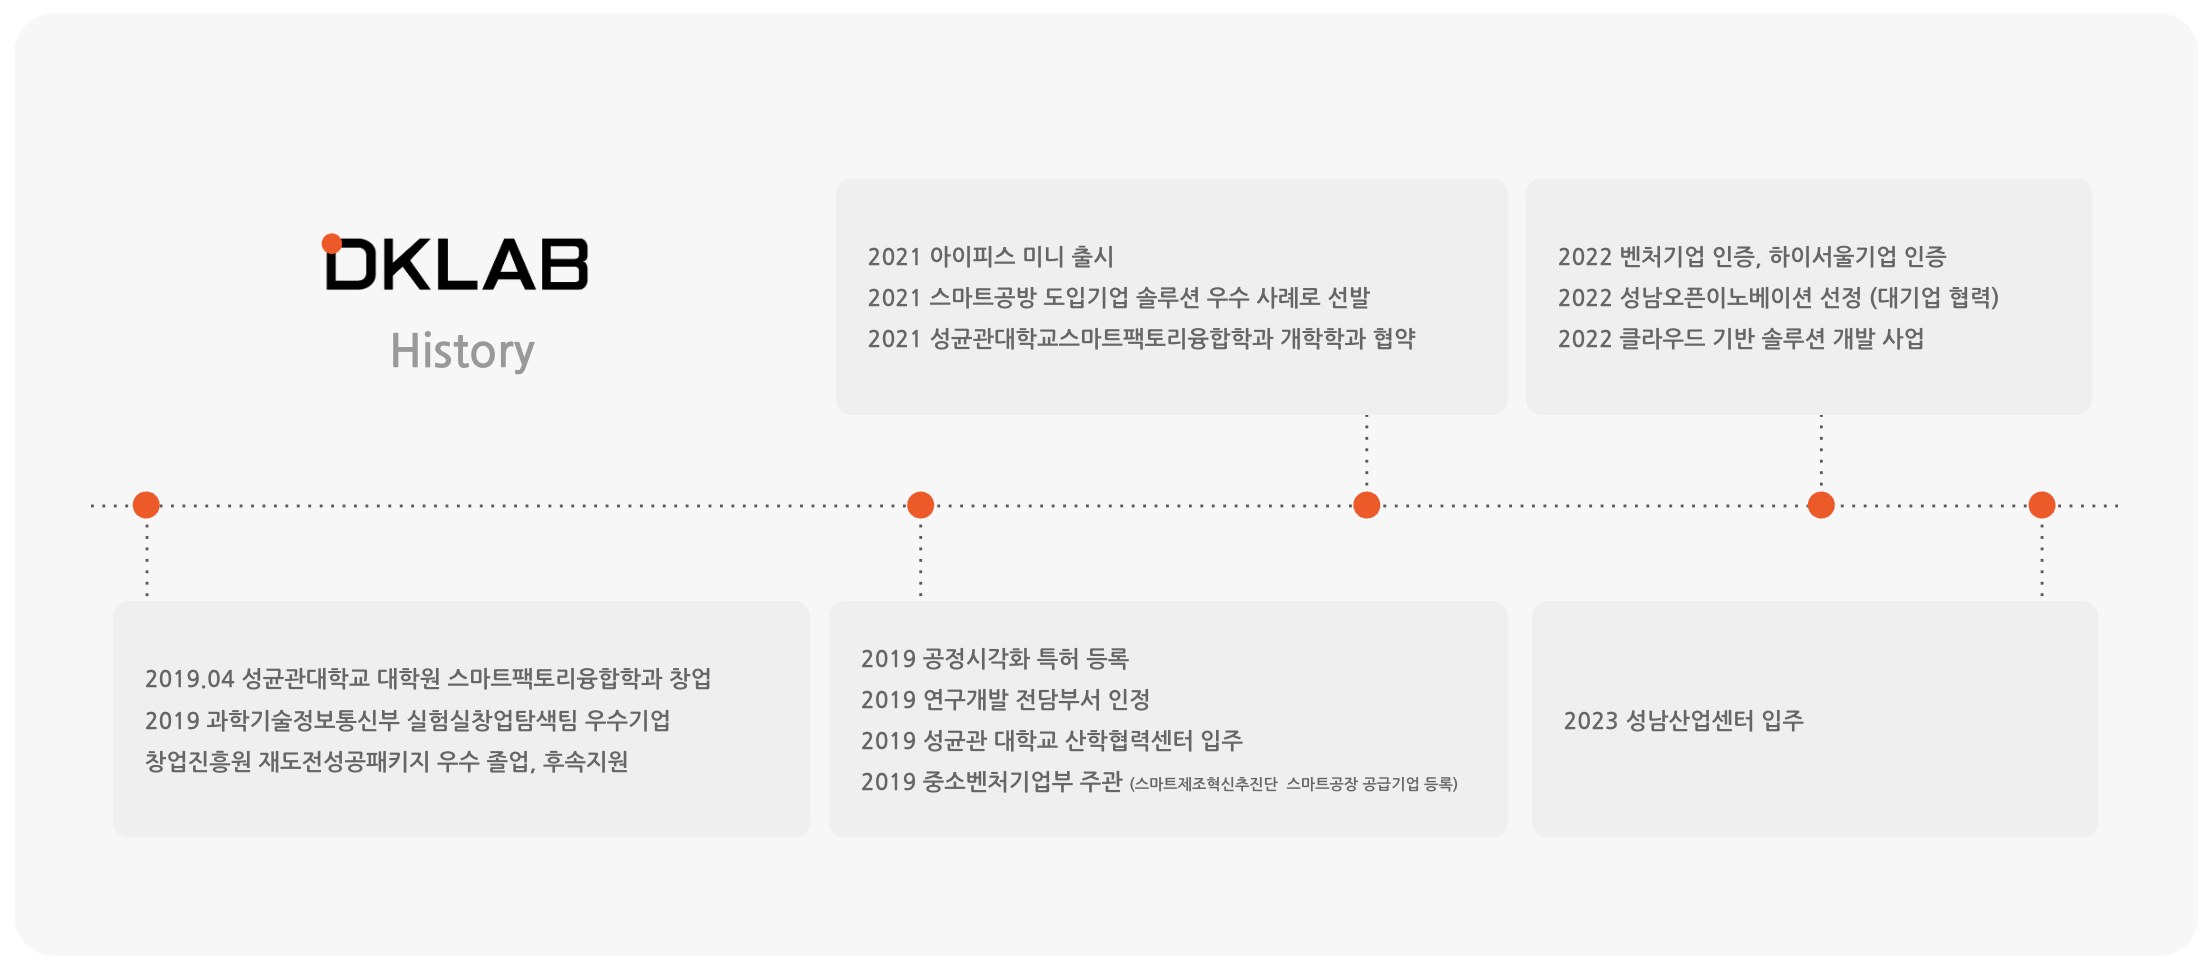 DKLAB
History
2021 아이피스 미니 출시
2021 스마트공방 도입기업 솔루션 우수 사례로 선발
2021 성균관대학교스마트팩토리융합학과 개학학과 협약
2022 벤처기업 인증, 하이서울기업 인증
2022 성남오픈이노베이션 선정 (대기업 협력)
2022 클라우드 기반 솔루션 개발 사업
2019.04 성균관대학교 대학원 스마트팩토리융합학과 창업
2019 과학기술정보통신부 실험실창업탐색팀 우수기업
창업진흥원 재도전성공패키지 우수 졸업, 후속지원
2019 공정시각화 특허 등록
2019 연구개발 전담부서 인정
2019 성균관 대학교 산학협력센터 입주
2019 중소벤처기업부 주관 (스마트제조혁신추진단 스마트공장 공급기업 등록)
2023 성남산업센터 입주